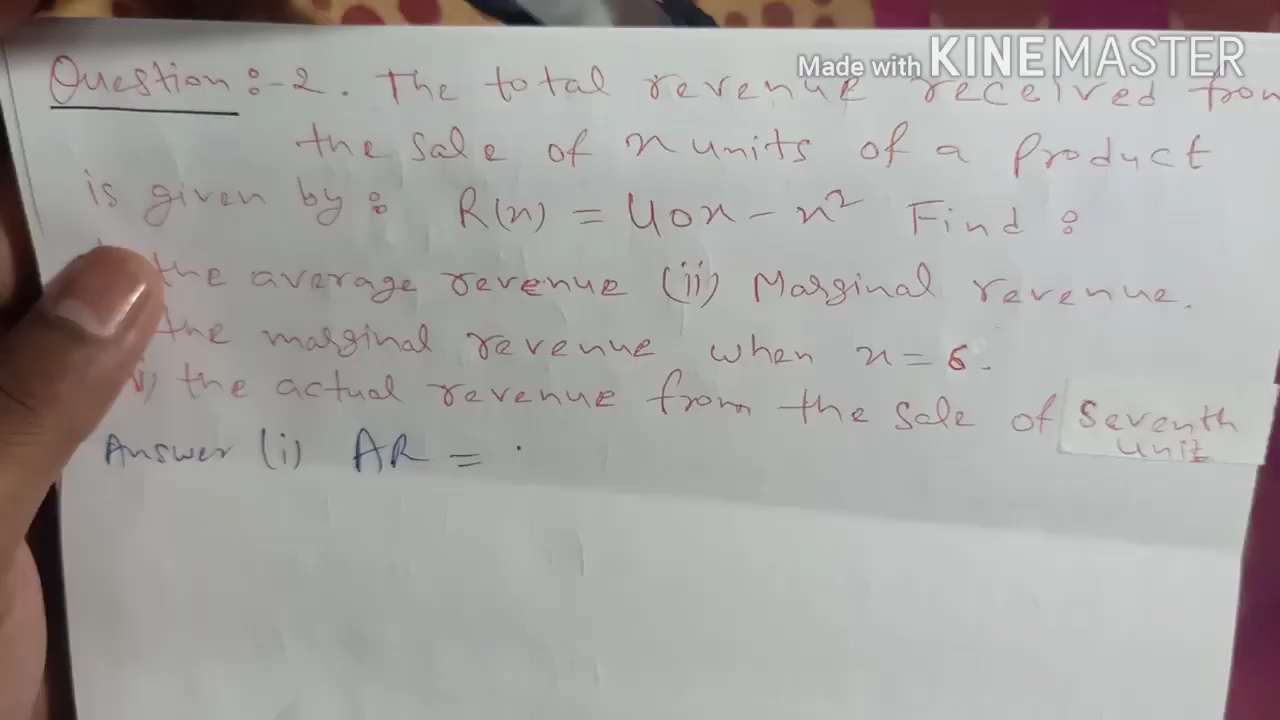 Made with KINEMASTER
Question :- 2. The total revenue received from
the sale of x units of a product
is given by : R(x) = 40x - x² Find :
the average revenue (ii) Marginal revenue.
the marginal revenue when x = 6.
the actual revenue from the sale of Seventh
unit
Answer (i) AR =